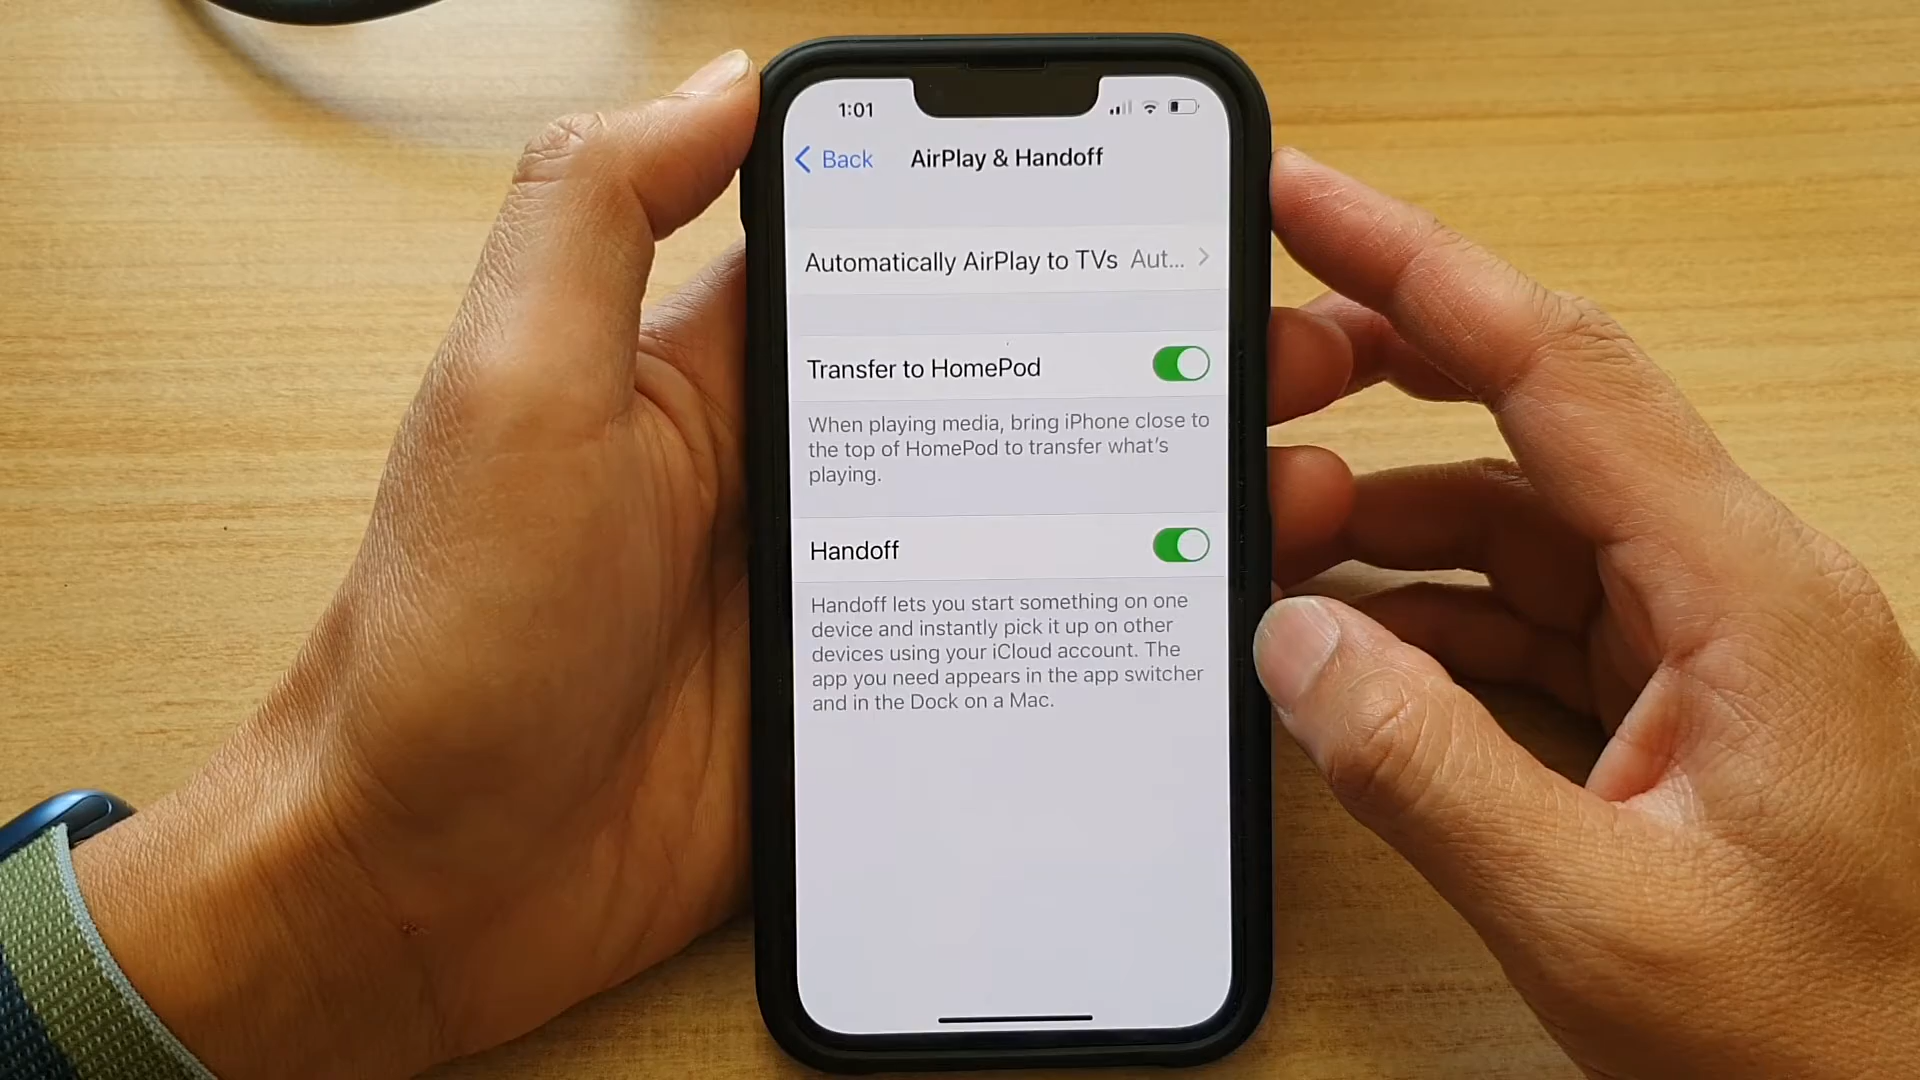 1:01
Back AirPlay & Handoff
Automatically AirPlay to TVs Aut...
Transfer to HomePod
When playing media, bring iPhone close to
the top of HomePod to transfer what's
playing.
Handoff
Handoff lets you start something on one
device and instantly pick it up on other
devices using your iCloud account. The
app you need appears in the app switcher
and in the Dock on a Mac.